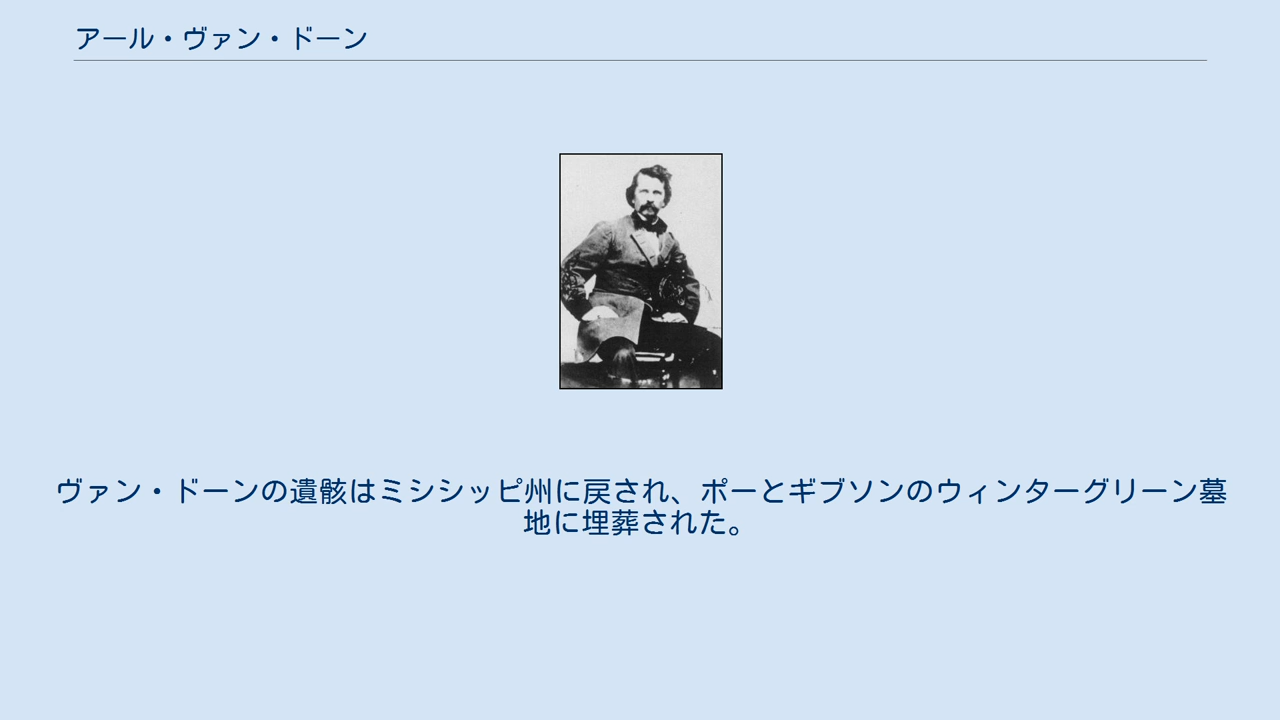 アール・ヴァン・ドーン
ヴァン・ドーンの遺骸はミシシッピ州に戻され、ポーとギブソンのウィンターグリーン墓
地に埋葬された。